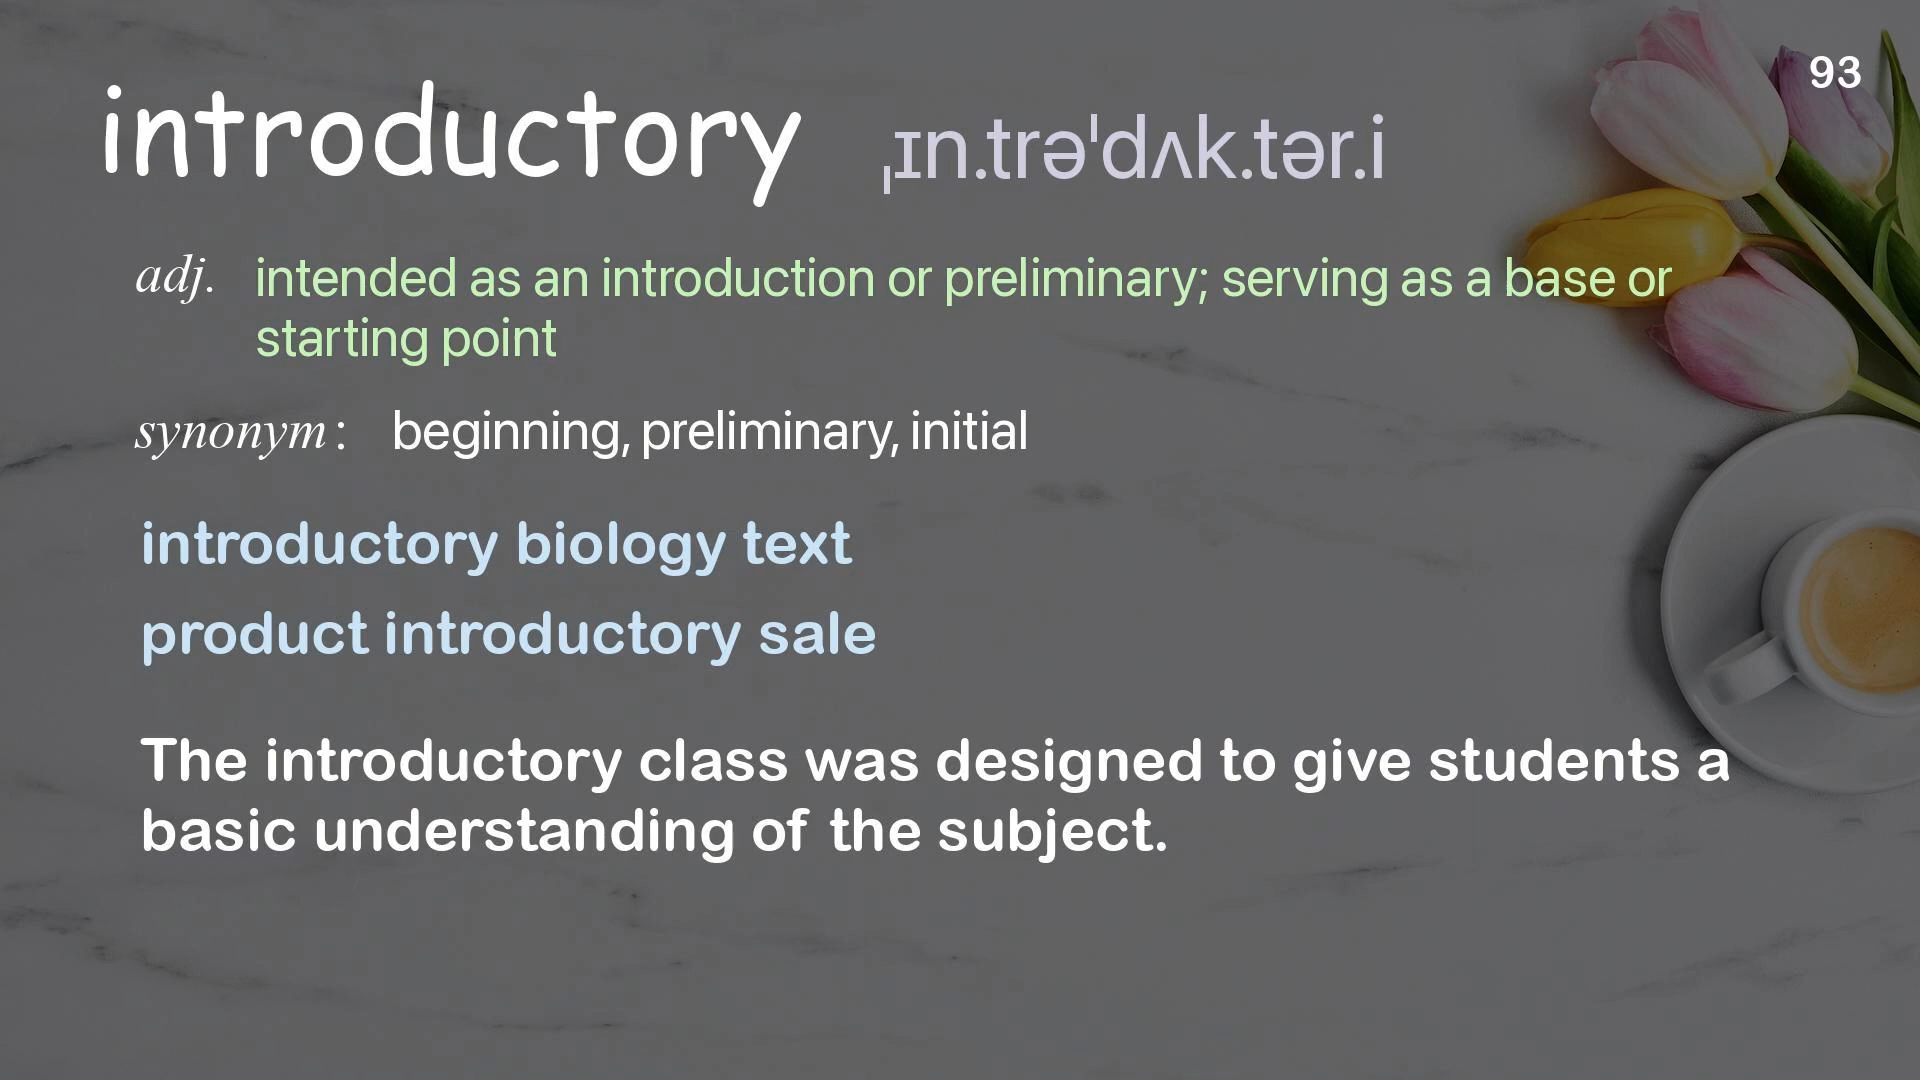 93
introductory ˌɪn.trəˈdʌk.tər.i
adj. intended as an introduction or preliminary; serving as a base or
starting point
synonym: beginning, preliminary, initial
introductory biology text
product introductory sale
The introductory class was designed to give students a
basic understanding of the subject.